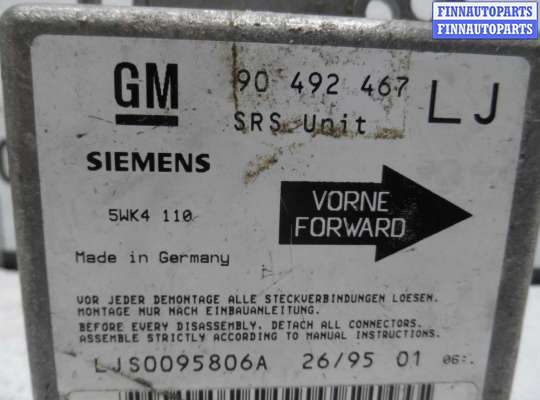 FINNAUTOPARTS
FINNAUTOPARTS
GM
90 492 467
LJ
SRS Unit
SIEMENS
5WK4 110
VORNE
FORWARD
Made in Germany
VOR JEDER DEMONTAGE ALLE STECKVERBINDUNGEN LOESEN.
MONTAGE NUR NACH EINBAUANLEITUNG.
BEFORE EVERY DISASSEMBLY, DETACH ALL CONNECTORS.
ASSEMBLE STRICTLY ACCORDING TO MANUAL INSTRUCTIONS.
LJS0095806A 26/95 01